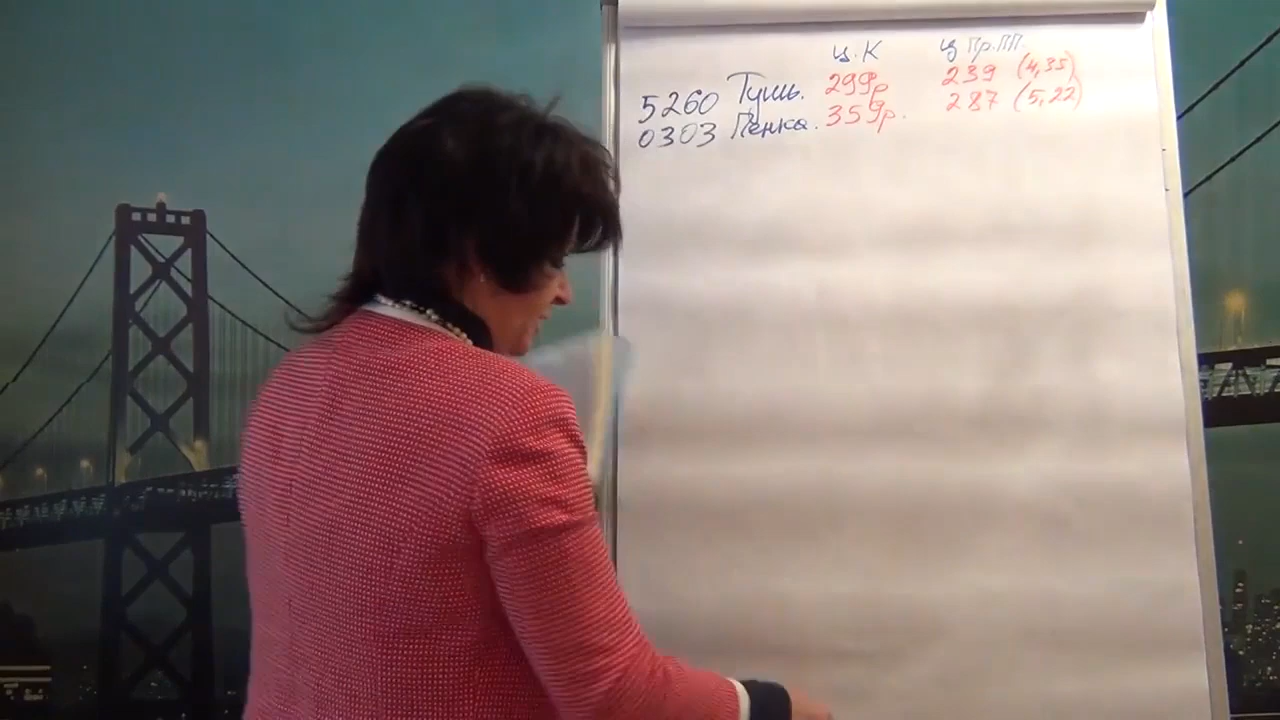 ц.К ц Пр.ПП.
5260 Тушь. 299р 239 (4,35)
0303 Пенка. 359р. 287 (5,22)